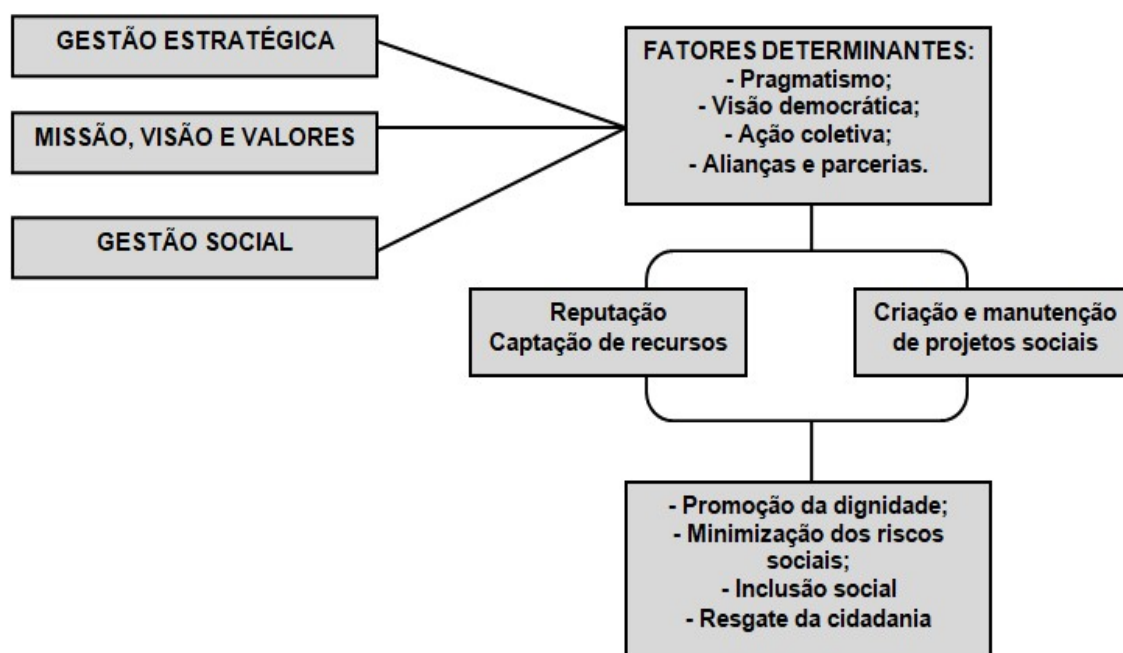 GESTÃO ESTRATÉGICA
MISSÃO, VISÃO E VALORES
GESTÃO SOCIAL
FATORES DETERMINANTES:
- Pragmatismo;
- Visão democrática;
- Ação coletiva;
- Alianças e parcerias.
Reputação
Captação de recursos
Criação e manutenção
de projetos sociais
- Promoção da dignidade;
- Minimização dos riscos
sociais;
- Inclusão social
- Resgate da cidadania